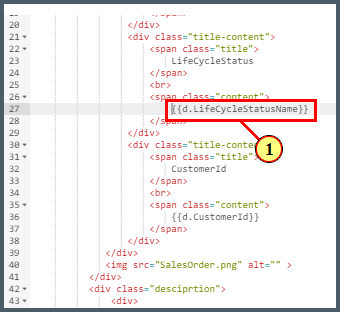 20 </div>
21 <div class="title-content">
22 <span class="title">
23 LifeCycleStatus
24 </span>
25 <br>
26 <span class="content">
27 {{d.LifeCycleStatusName}}
28 </span>
29 </div>
30 <div class="title-content
31 <span class="title">
32 CustomerId
33 </span>
34 <br>
35 <span class="content">
36 {{d.CustomerId}}
37 </span>
38 </div>
39 </div>
40 <img src="SalesOrder.png" alt="" >
41 </div>
42 <div class="desciprtion">
43 <div>
1